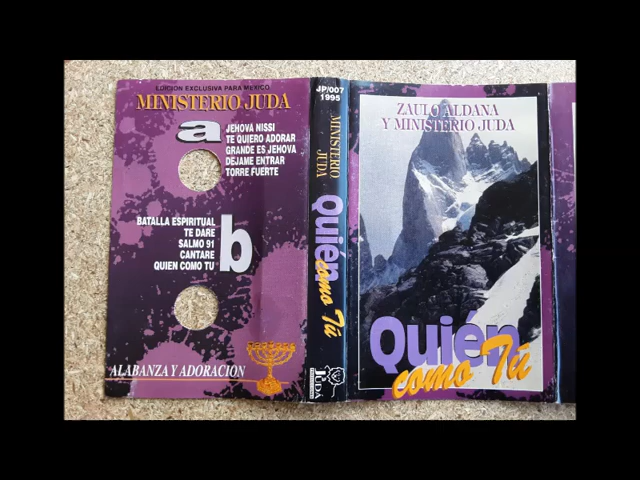 EDICION EXCLUSIVA PARA MEXICO
MINISTERIO JUDA
a
JEHOVA NISSI
TE QUIERO ADORAR
GRANDE ES JEHOVA
DEJAME ENTRAR
TORRE FUERTE
BATALLA ESPIRITUAL
TE DARE
SALMO 91
CANTARE
QUIEN COMO TU
b
ALABANZA Y ADORACION
JP/007
1995
MINISTERIO
JUDA
Quién
como Tú
JUDA
ZAULO ALDANA
Y MINISTERIO JUDA
Quién
como Tú